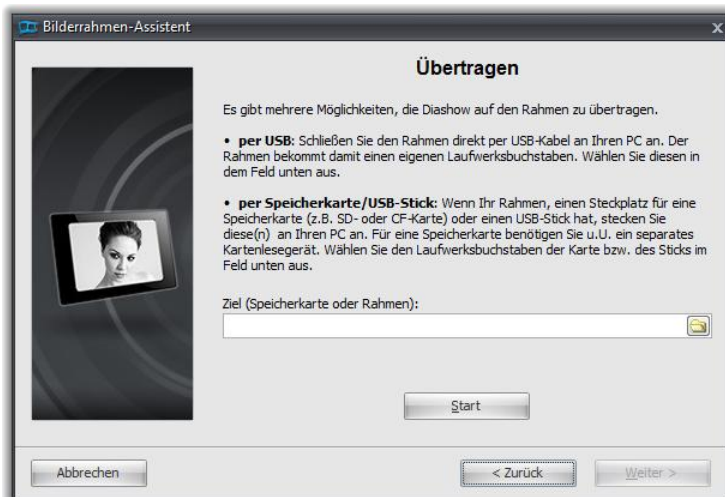 Bilderrahmen-Assistent
x
Übertragen
Es gibt mehrere Möglichkeiten, die Diashow auf den Rahmen zu übertragen.
• per USB: Schließen Sie den Rahmen direkt per USB-Kabel an Ihren PC an. Der
Rahmen bekommt damit einen eigenen Laufwerksbuchstaben. Wählen Sie diesen in
dem Feld unten aus.
• per Speicherkarte/USB-Stick: Wenn Ihr Rahmen, einen Steckplatz für eine
Speicherkarte (z.B. SD- oder CF-Karte) oder einen USB-Stick hat, stecken Sie
diese(n) an Ihren PC an. Für eine Speicherkarte benötigen Sie u.U. ein separates
Kartenlesegerät. Wählen Sie den Laufwerksbuchstaben der Karte bzw. des Sticks im
Feld unten aus.
Ziel (Speicherkarte oder Rahmen):
Start
Abbrechen
< Zurück
Weiter >